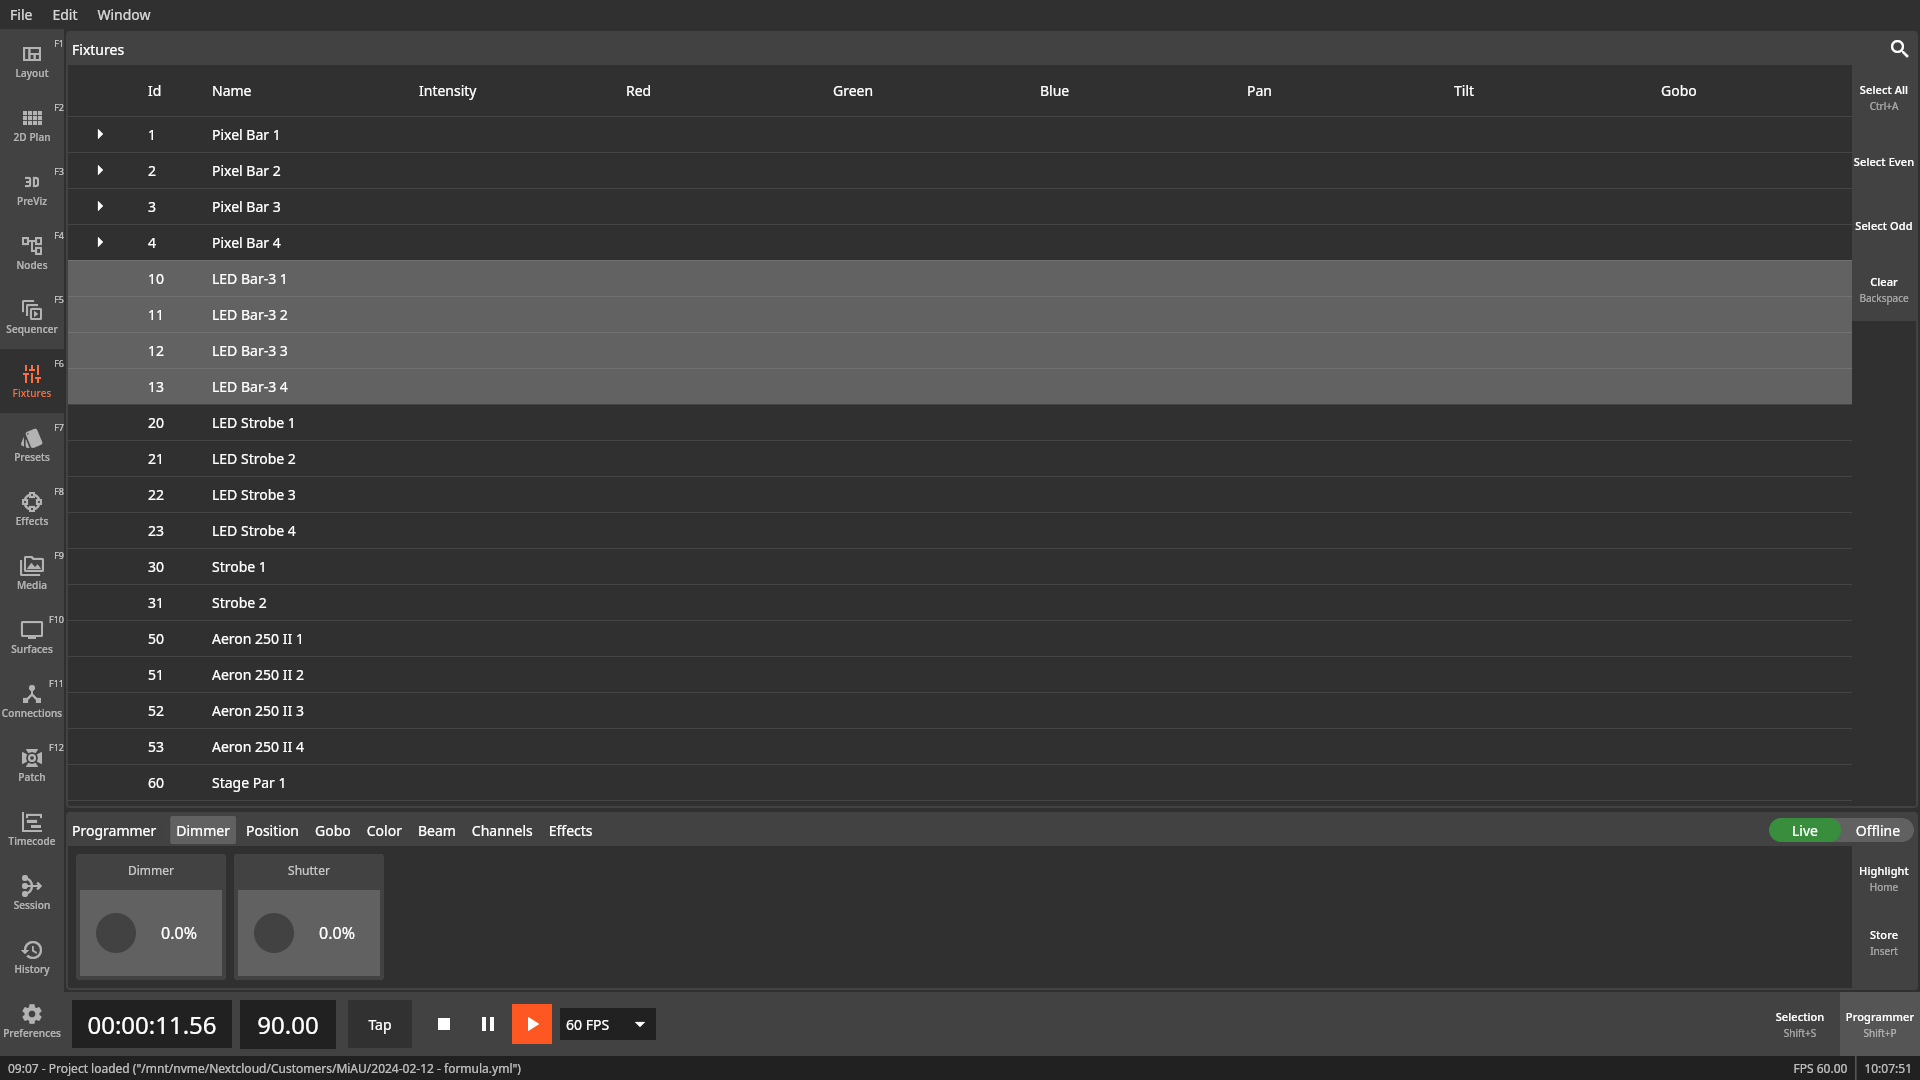 File Edit Window
F1
Layout
F2
2D Plan
F3
3D
PreViz
F4
Nodes
F5
Sequencer
F6
Fixtures
F7
Presets
F8
Effects
F9
Media
F10
Surfaces
F11
Connections
F12
Patch
Timecode
Session
History
Preferences
Fixtures
Id Name Intensity Red Green Blue Pan Tilt Gobo
1 Pixel Bar 1
2 Pixel Bar 2
3 Pixel Bar 3
4 Pixel Bar 4
10 LED Bar-3 1
11 LED Bar-3 2
12 LED Bar-3 3
13 LED Bar-3 4
20 LED Strobe 1
21 LED Strobe 2
22 LED Strobe 3
23 LED Strobe 4
30 Strobe 1
31 Strobe 2
50 Aeron 250 II 1
51 Aeron 250 II 2
52 Aeron 250 II 3
53 Aeron 250 II 4
60 Stage Par 1
Select All
Ctrl+A
Select Even
Select Odd
Clear
Backspace
Programmer Dimmer Position Gobo Color Beam Channels Effects Live Offline
Dimmer Shutter
0.0% 0.0%
Highlight
Home
Store
Insert
00:00:11.56 90.00 Tap 60 FPS
Selection
Shift+S
Programmer
Shift+P
09:07 - Project loaded ("/mnt/nvme/Nextcloud/Customers/MiAU/2024-02-12 - formula.yml") FPS 60.00 10:07:51